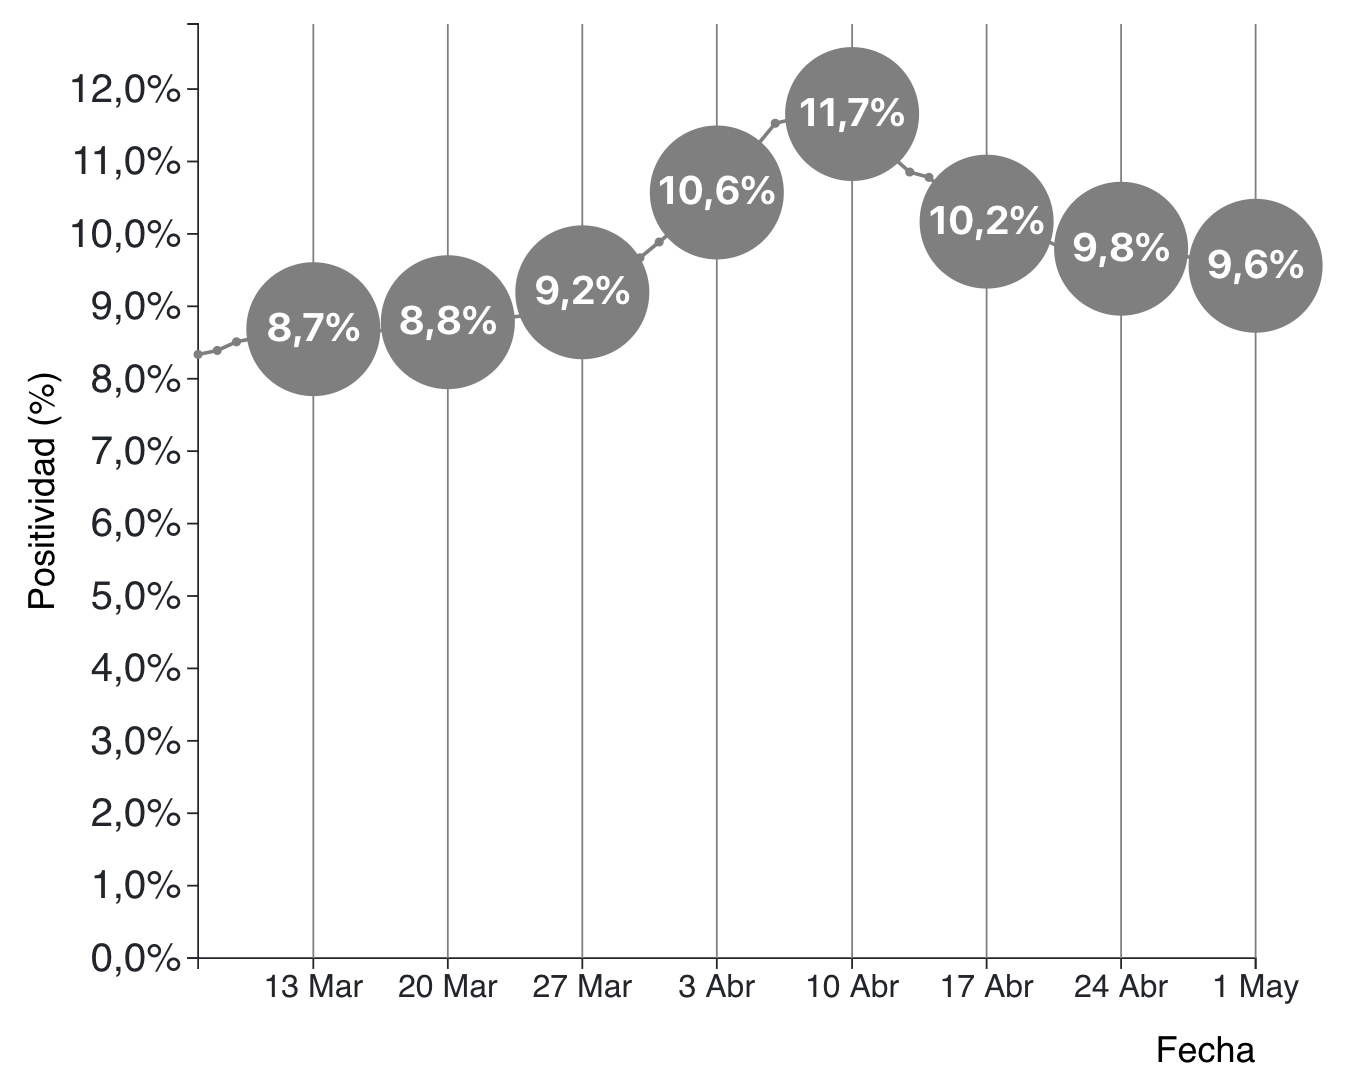 12,0%
11,0%
10,0%
9,0%
8,0%
7,0%
6,0%
5,0%
4,0%
3,0%
2,0%
1,0%
0,0%
Positividad (%)
8,7%
8,8%
9,2%
10,6%
11,7%
10,2%
9,8%
9,6%
13 Mar
20 Mar
27 Mar
3 Abr
10 Abr
17 Abr
24 Abr
1 May
Fecha